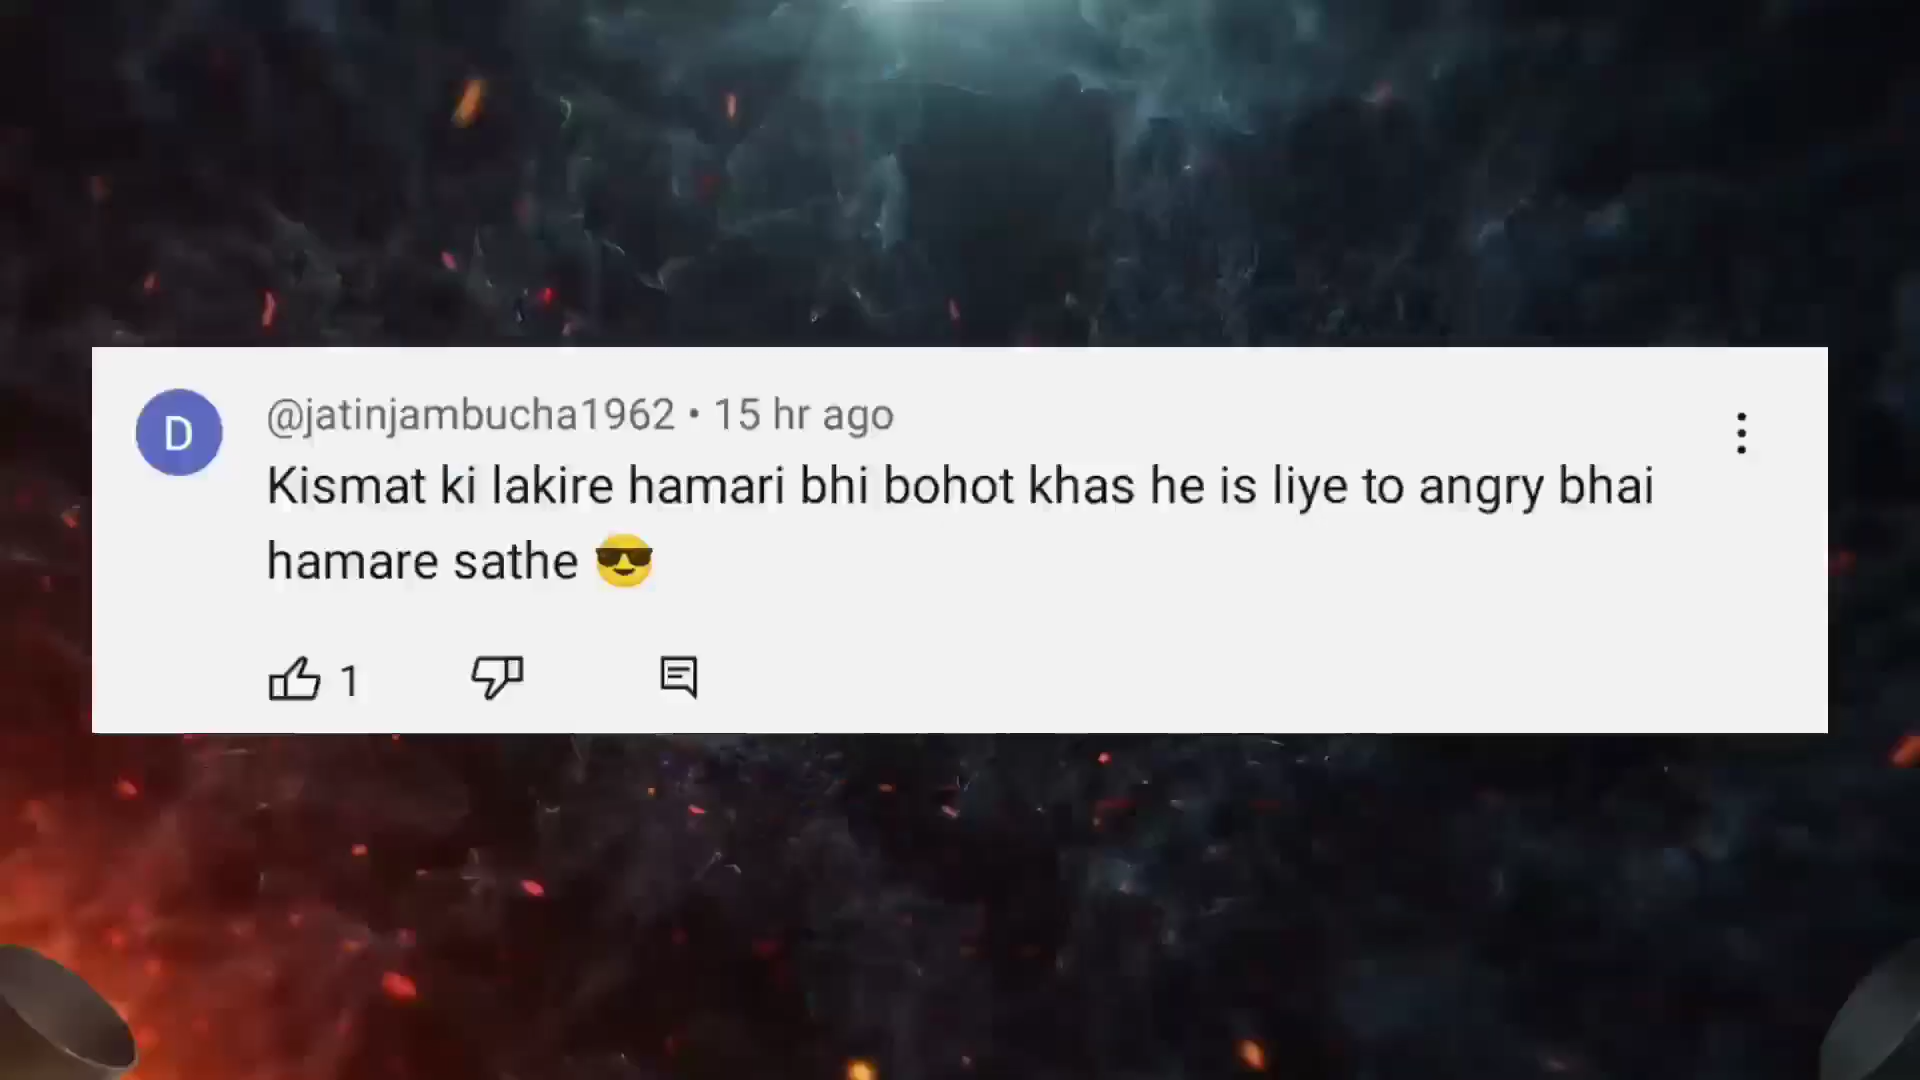 D
@jatinjambucha1962 • 15 hr ago
Kismat ki lakire hamari bhi bohot khas he is liye to angry bhai
hamare sathe 😎
1